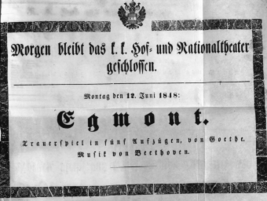 Morgen bleibt das k. k. Hof- und Nationaltheater
geschlossen.
Montag den 12. Juni 1848:
Egmont.
Trauerspiel in fünf Aufzügen, von Goethe.
Musik von Beethoven.